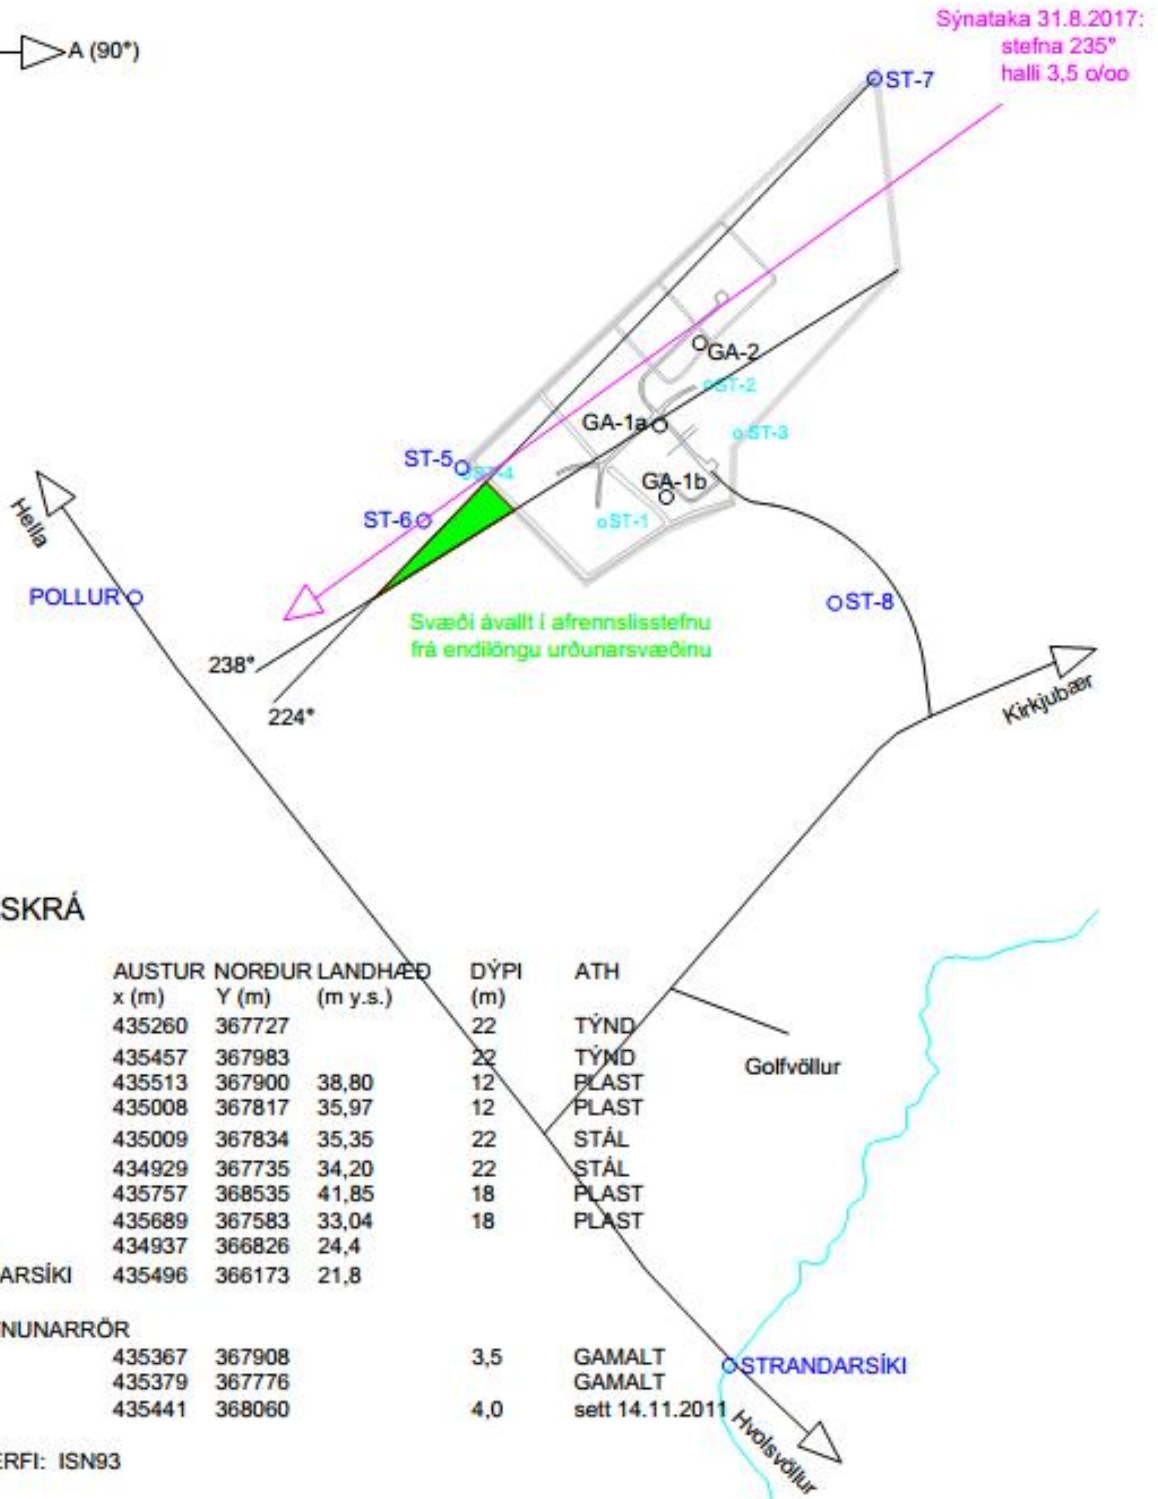 Sýnataka 31.8.2017:
stefna 235°
halli 3,5 o/oo
A (90°)
ST-7
GA-2
ST-2
GA-1a
ST-3
ST-5
ST-4
GA-1b
ST-6
ST-1
Hella
POLLUR
ST-8
Svæði ávallt í afrennslisstefnu
frá endilöngu urðunarsvæðinu
238°
224°
Kirkjubær
SKRÁ
AUSTUR NORÐUR LANDHÆÐ DÝPI ATH
x (m) Y (m) (m y.s.) (m)
435260 367727 22 TÝND
435457 367983 22 TÝND
435513 367900 38,80 12 PLAST
435008 367817 35,97 12 PLAST
435009 367834 35,35 22 STÁL
434929 367735 34,20 22 STÁL
435757 368535 41,85 18 PLAST
435689 367583 33,04 18 PLAST
434937 366826 24,4
ARSÍKI 435496 366173 21,8
Golfvöllur
NUNARRÖR
435367 367908 3,5 GAMALT
435379 367776 GAMALT
435441 368060 4,0 sett 14.11.2011
STRANDARSÍKI
Hvolsvöllur
ERFI: ISN93